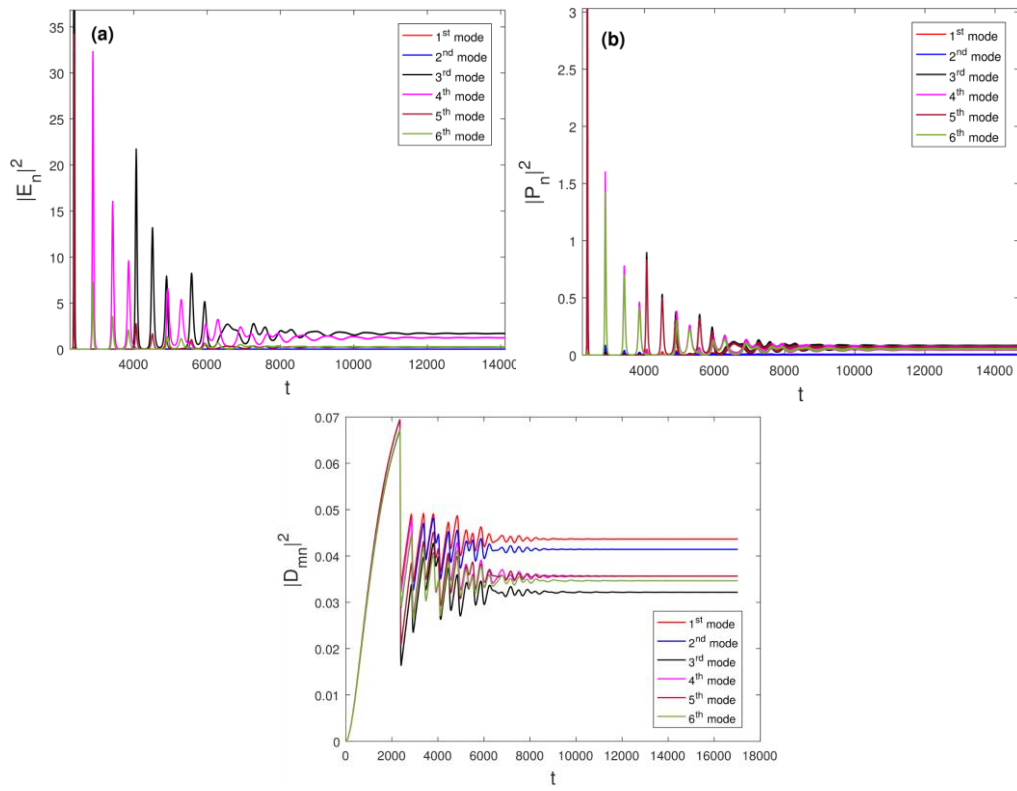 (a)
1st mode
2nd mode
3rd mode
4th mode
5th mode
6th mode
|En|2
35
30
25
20
15
10
5
0
4000 6000 8000 10000 12000 14000
t
(b)
1st mode
2nd mode
3rd mode
4th mode
5th mode
6th mode
|Pn|2
3
2.5
2
1.5
1
0.5
0
4000 6000 8000 10000 12000 14000
t
|Dmn|2
0.07
0.06
0.05
0.04
0.03
0.02
0.01
0
1st mode
2nd mode
3rd mode
4th mode
5th mode
6th mode
0 2000 4000 6000 8000 10000 12000 14000 16000 18000
t